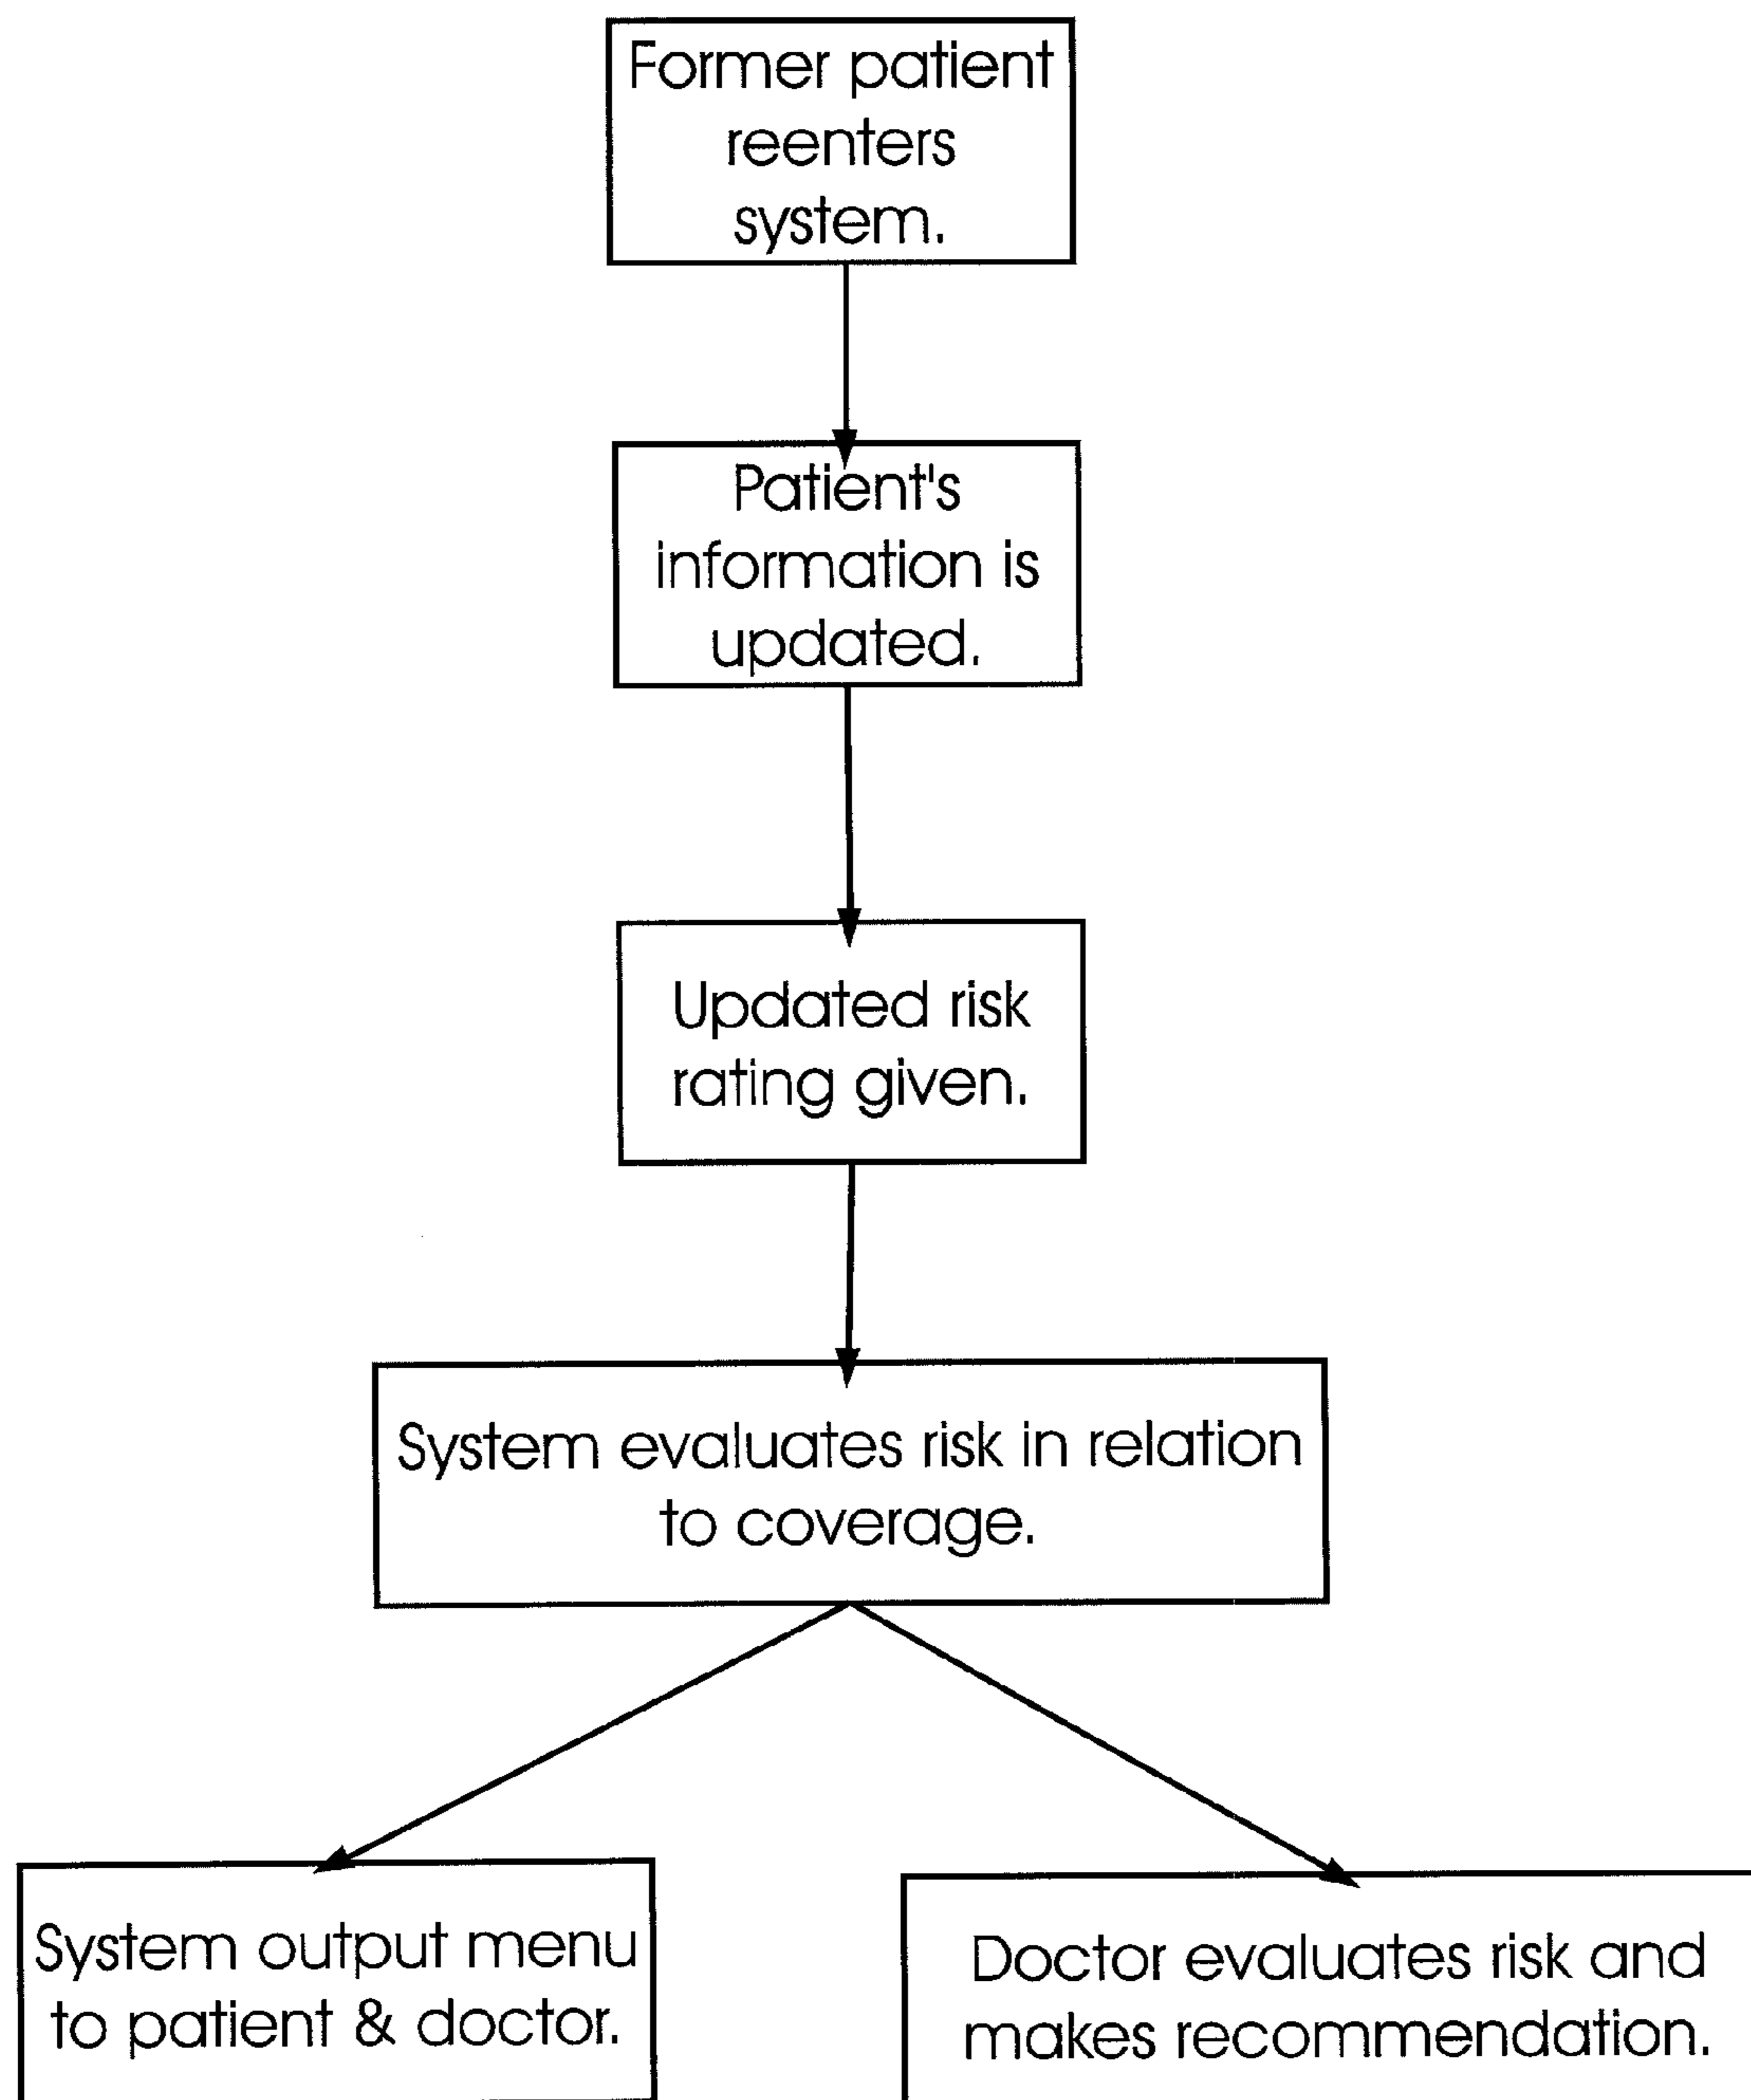 Former patient
reenters
system.
Patient's
information is
updated.
Updated risk
rating given.
System evaluates risk in relation
to coverage.
System output menu
to patient & doctor.
Doctor evaluates risk and
makes recommendation.